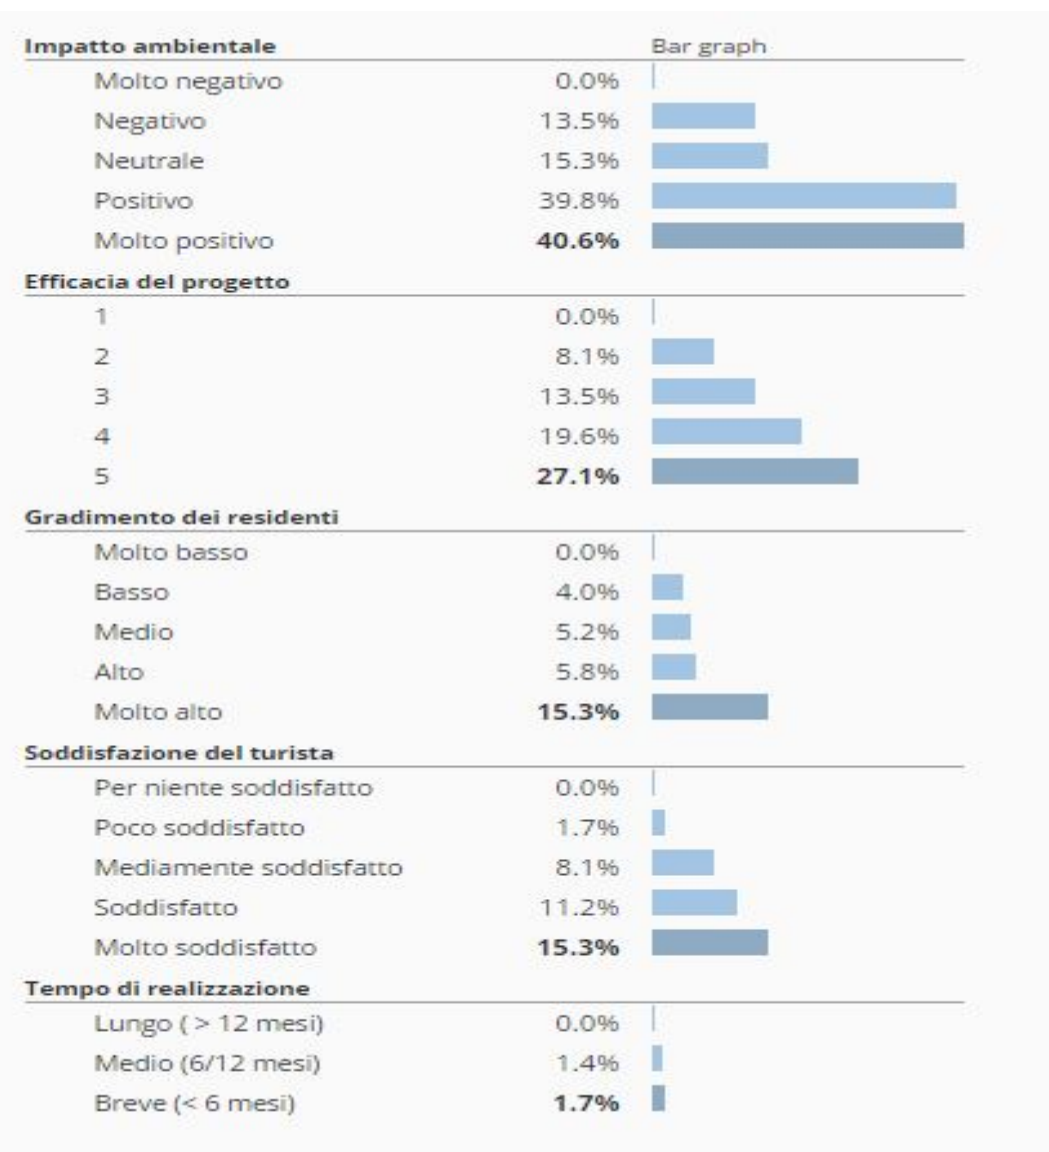 Impatto ambientale Bar graph
Molto negativo 0.0%
Negativo 13.5%
Neutrale 15.3%
Positivo 39.8%
Molto positivo 40.6%
Efficacia del progetto
1 0.0%
2 8.1%
3 13.5%
4 19.6%
5 27.1%
Gradimento dei residenti
Molto basso 0.0%
Basso 4.0%
Medio 5.2%
Alto 5.8%
Molto alto 15.3%
Soddisfazione del turista
Per niente soddisfatto 0.0%
Poco soddisfatto 1.7%
Mediamente soddisfatto 8.1%
Soddisfatto 11.2%
Molto soddisfatto 15.3%
Tempo di realizzazione
Lungo ( > 12 mesi) 0.0%
Medio (6/12 mesi) 1.4%
Breve (< 6 mesi) 1.7%